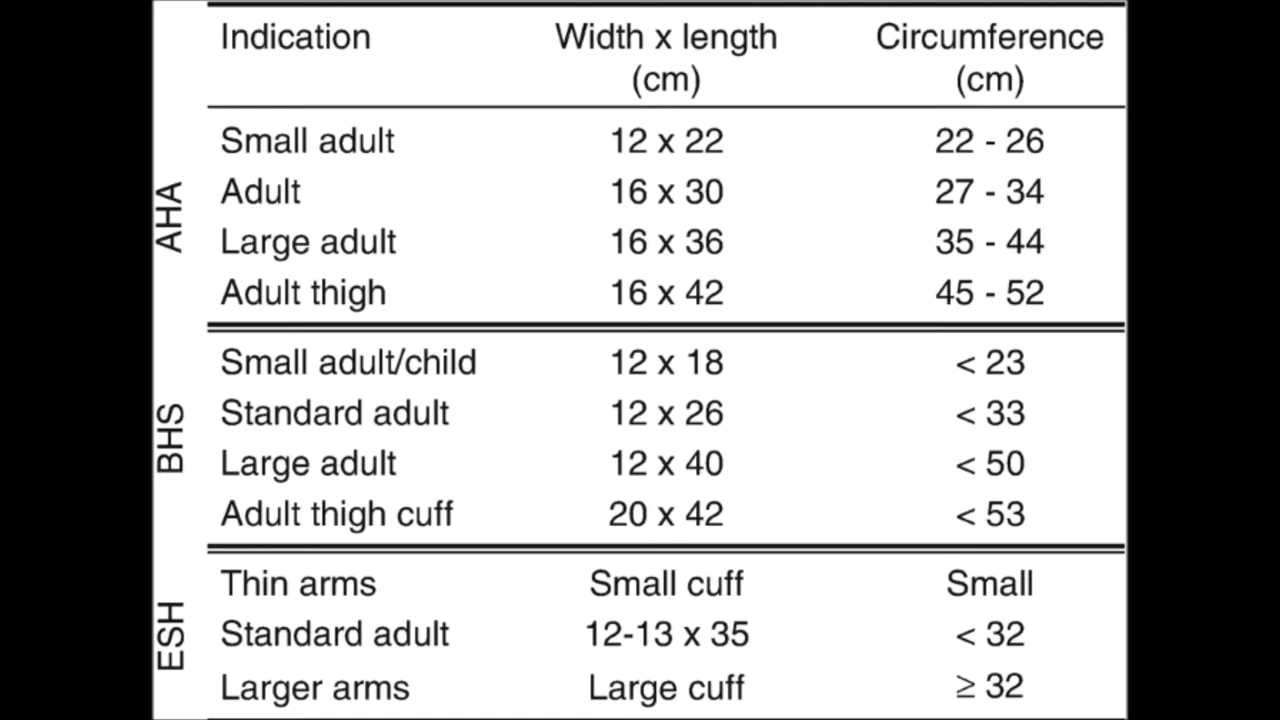 Indication Width x length Circumference
(cm) (cm)
AHA
Small adult 12 x 22 22 - 26
Adult 16 x 30 27 - 34
Large adult 16 x 36 35 - 44
Adult thigh 16 x 42 45 - 52
BHS
Small adult/child 12 x 18 < 23
Standard adult 12 x 26 < 33
Large adult 12 x 40 < 50
Adult thigh cuff 20 x 42 < 53
ESH
Thin arms Small cuff Small
Standard adult 12-13 x 35 < 32
Larger arms Large cuff ≥ 32